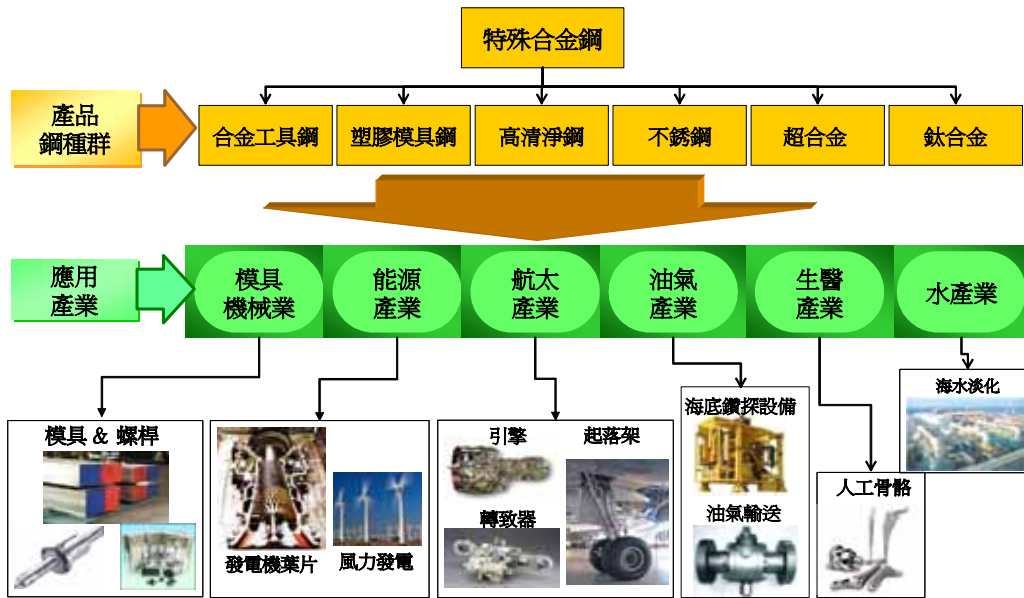 特殊合金鋼
產品
鋼種群
合金工具鋼
塑膠模具鋼
高清淨鋼
不銹鋼
超合金
鈦合金
應用
產業
模具
機械業
能源
產業
航太
產業
油氣
產業
生醫
產業
水產業
模具 & 螺桿
發電機葉片
風力發電
引擎
起落架
轉致器
海底鑽探設備
油氣輸送
人工骨骼
海水淡化